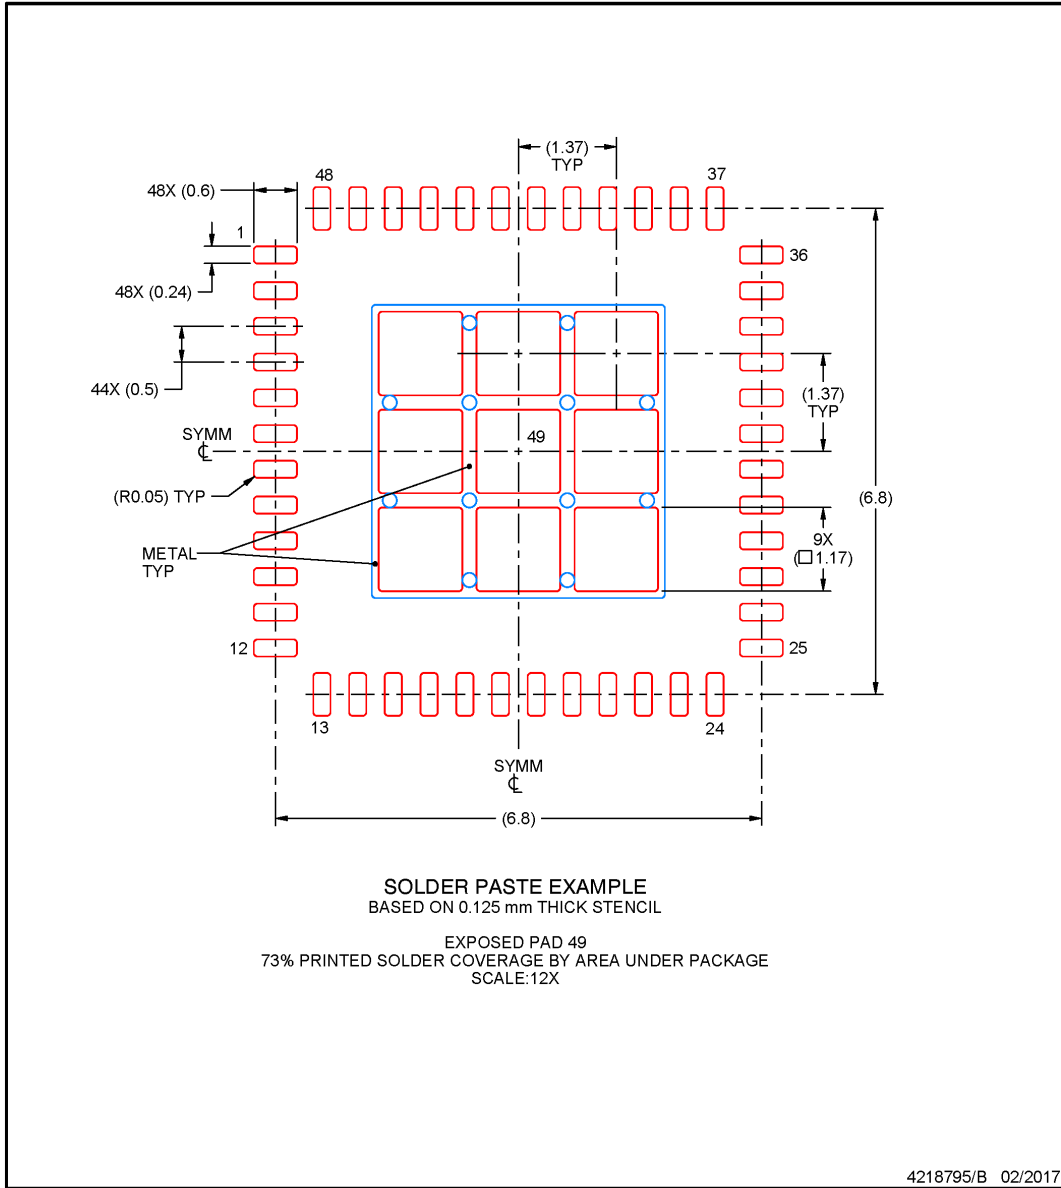 (1.37)
TYP
48
37
48X (0.6)
1
36
48X (0.24)
44X (0.5)
(1.37)
TYP
SYMM
℄
49
(R0.05) TYP
(6.8)
METAL
TYP
9X
(□1.17)
12
25
13
24
SYMM
℄
(6.8)
SOLDER PASTE EXAMPLE
BASED ON 0.125 mm THICK STENCIL
EXPOSED PAD 49
73% PRINTED SOLDER COVERAGE BY AREA UNDER PACKAGE
SCALE:12X
4218795/B 02/2017